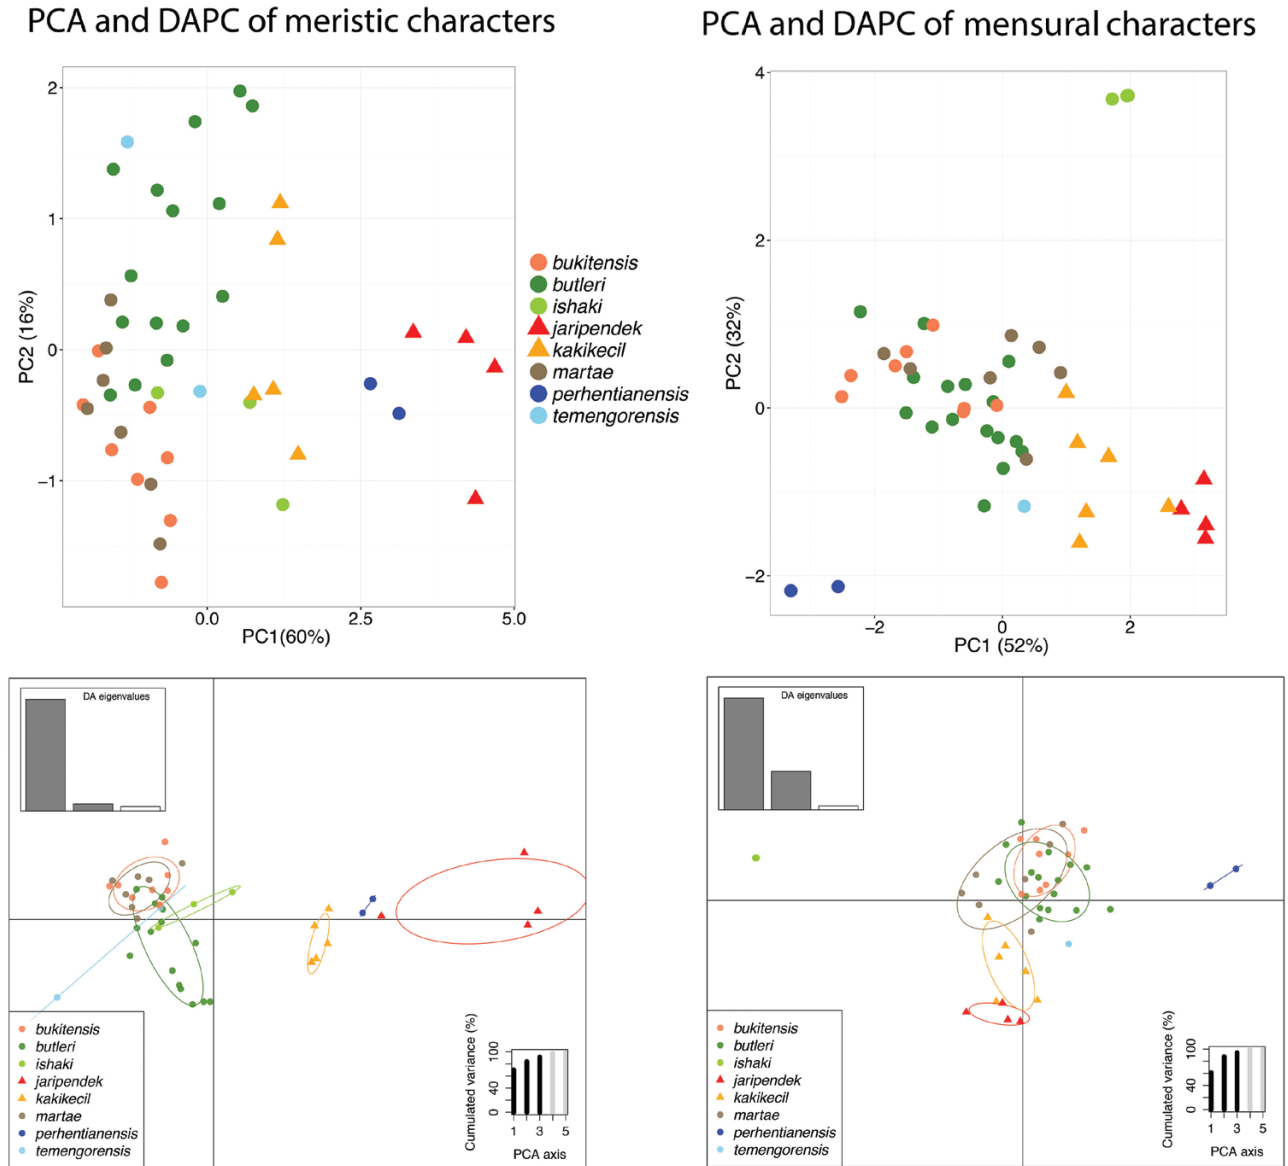 PCA and DAPC of meristic characters
2
1
0
−1
PC2 (16%)
0.0 2.5 5.0
PC1(60%)
bukitensis
butleri
ishaki
jaripendek
kakikecil
martae
perhentianensis
temengorensis
PCA and DAPC of mensural characters
4
2
0
−2
PC2 (32%)
−2 0 2
PC1 (52%)
DA eigenvalues
bukitensis
butleri
ishaki
jaripendek
kakikecil
martae
perhentianensis
temengorensis
Cumulated variance (%)
0 40 100
1 3 5
PCA axis
DA eigenvalues
bukitensis
butleri
ishaki
jaripendek
kakikecil
martae
perhentianensis
temengorensis
Cumulated variance (%)
0 40 100
1 3 5
PCA axis